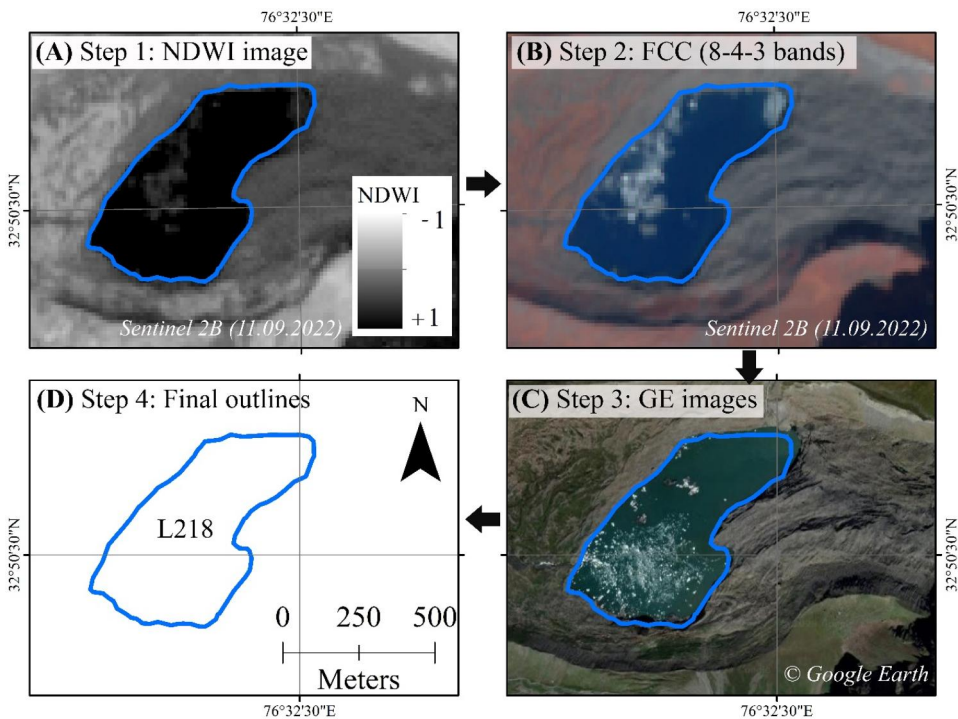 76°32'30"E
76°32'30"E
(A) Step 1: NDWI image
(B) Step 2: FCC (8-4-3 bands)
32°50'30"N
NDWI
-1
+1
Sentinel 2B (11.09.2022)
Sentinel 2B (11.09.2022)
32°50'30"N
(D) Step 4: Final outlines
N
(C) Step 3: GE images
32°50'30"N
L218
0 250 500
Meters
© Google Earth
32°50'30"N
76°32'30"E
76°32'30"E